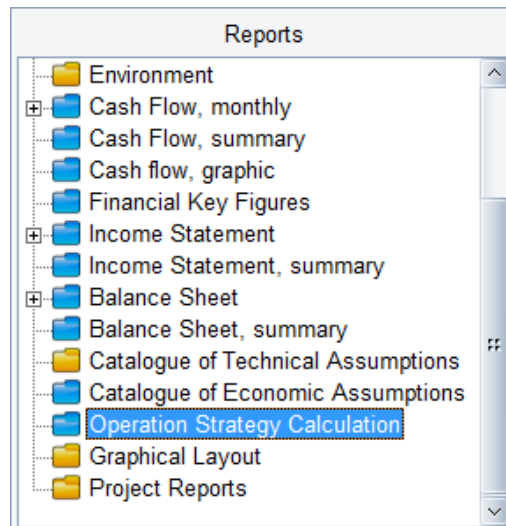 Reports
Environment
Cash Flow, monthly
Cash Flow, summary
Cash flow, graphic
Financial Key Figures
Income Statement
Income Statement, summary
Balance Sheet
Balance Sheet, summary
Catalogue of Technical Assumptions
Catalogue of Economic Assumptions
Operation Strategy Calculation
Graphical Layout
Project Reports